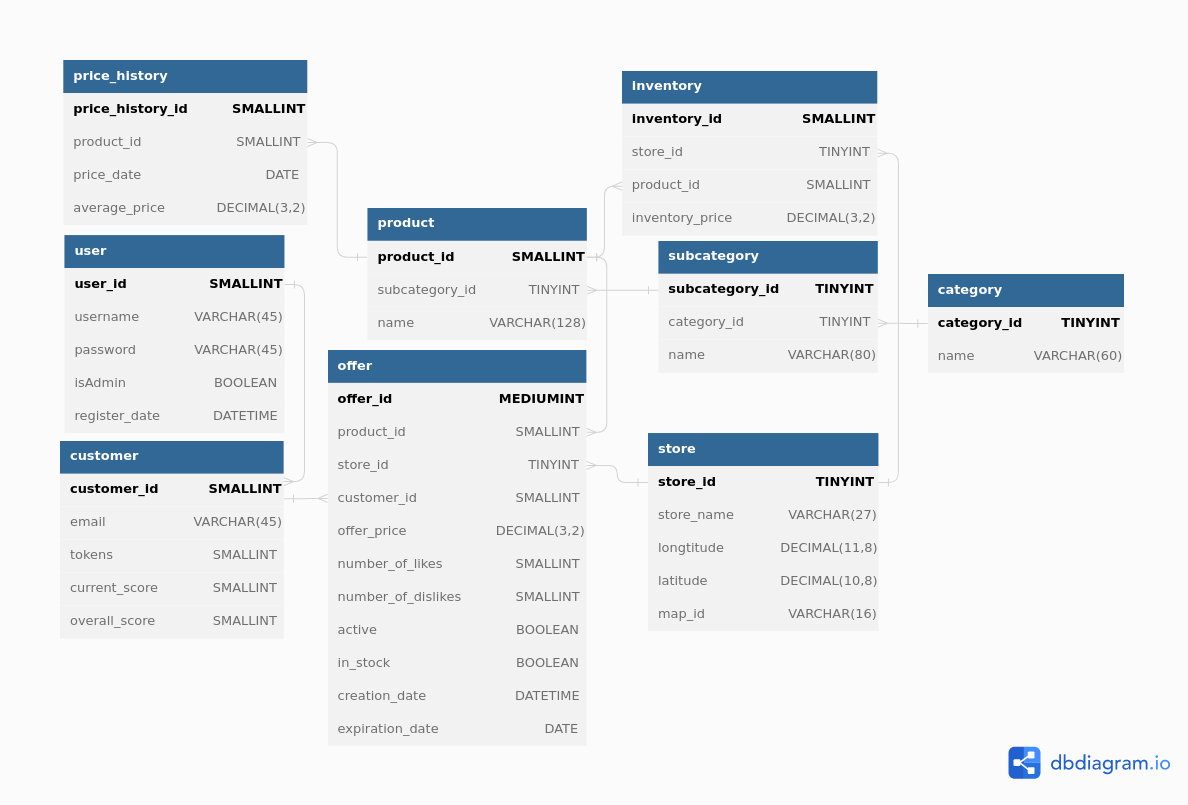 price_history
price_history_id SMALLINT
product_id SMALLINT
price_date DATE
average_price DECIMAL(3,2)
user
user_id SMALLINT
username VARCHAR(45)
password VARCHAR(45)
isAdmin BOOLEAN
register_date DATETIME
customer
customer_id SMALLINT
email VARCHAR(45)
tokens SMALLINT
current_score SMALLINT
overall_score SMALLINT
product
product_id SMALLINT
subcategory_id TINYINT
name VARCHAR(128)
offer
offer_id MEDIUMINT
product_id SMALLINT
store_id TINYINT
customer_id SMALLINT
offer_price DECIMAL(3,2)
number_of_likes SMALLINT
number_of_dislikes SMALLINT
active BOOLEAN
in_stock BOOLEAN
creation_date DATETIME
expiration_date DATE
inventory
inventory_id SMALLINT
store_id TINYINT
product_id SMALLINT
inventory_price DECIMAL(3,2)
subcategory
subcategory_id TINYINT
category_id TINYINT
name VARCHAR(80)
store
store_id TINYINT
store_name VARCHAR(27)
longtitude DECIMAL(11,8)
latitude DECIMAL(10,8)
map_id VARCHAR(16)
category
category_id TINYINT
name VARCHAR(60)
dbdiagram.io